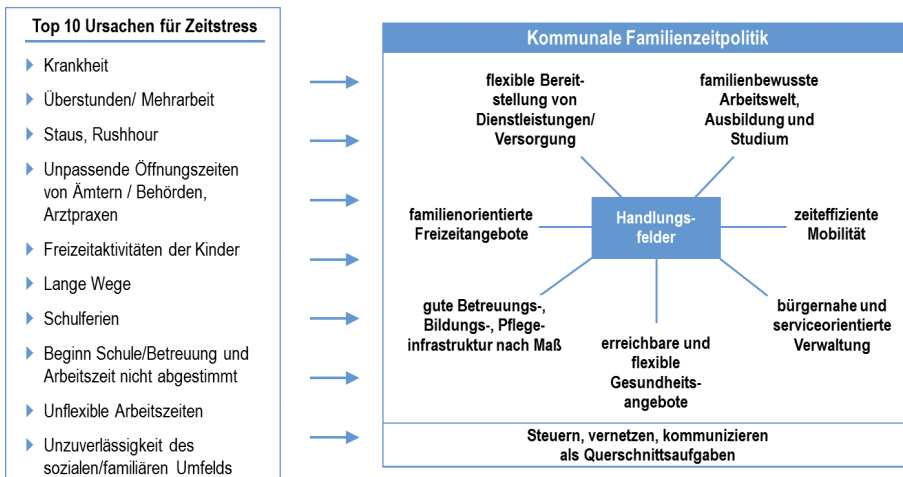 Top 10 Ursachen für Zeitstress
Krankheit
Überstunden/ Mehrarbeit
Staus, Rushhour
Unpassende Öffnungszeiten
von Ämtern / Behörden,
Arztpraxen
Freizeitaktivitäten der Kinder
Lange Wege
Schulferien
Beginn Schule/Betreuung und
Arbeitszeit nicht abgestimmt
Unflexible Arbeitszeiten
Unzuverlässigkeit des
sozialen/familiären Umfelds
Kommunale Familienzeitpolitik
flexible Bereit-
stellung von
Dienstleistungen/
Versorgung
familienbewusste
Arbeitswelt,
Ausbildung und
Studium
familienorientierte
Freizeitangebote
Handlungs-
felder
zeiteffiziente
Mobilität
gute Betreuungs-,
Bildungs-, Pflege-
infrastruktur nach Maß
erreichbare und
flexible
Gesundheits-
angebote
bürgernahe und
serviceorientierte
Verwaltung
Steuern, vernetzen, kommunizieren
als Querschnittsaufgaben